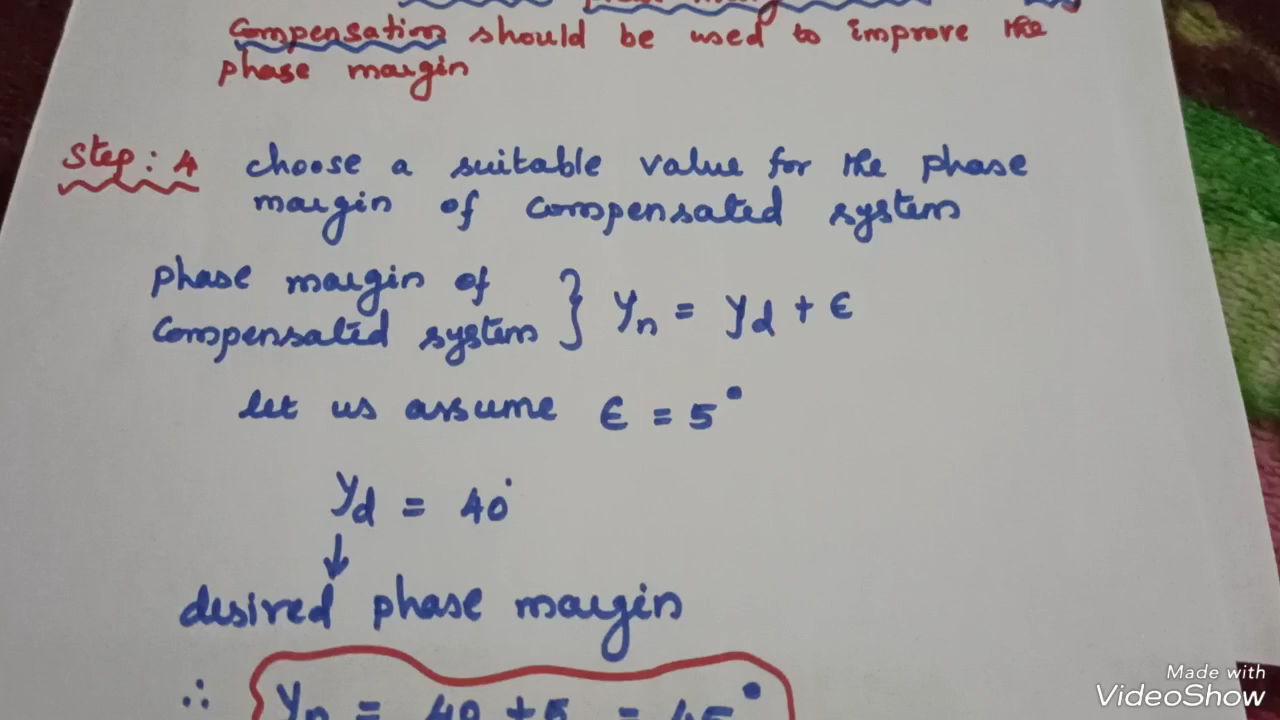 compensation should be used to improve the
phase margin
Step: 4 choose a suitable value for the phase
margin of compensated system
phase margin of
compensated system } γn = γd + ϵ
let us assume ϵ = 5°
γd = 40°
↓
desired phase margin
∴ γn = 40 + 5 = 45°
Made with
VideoShow